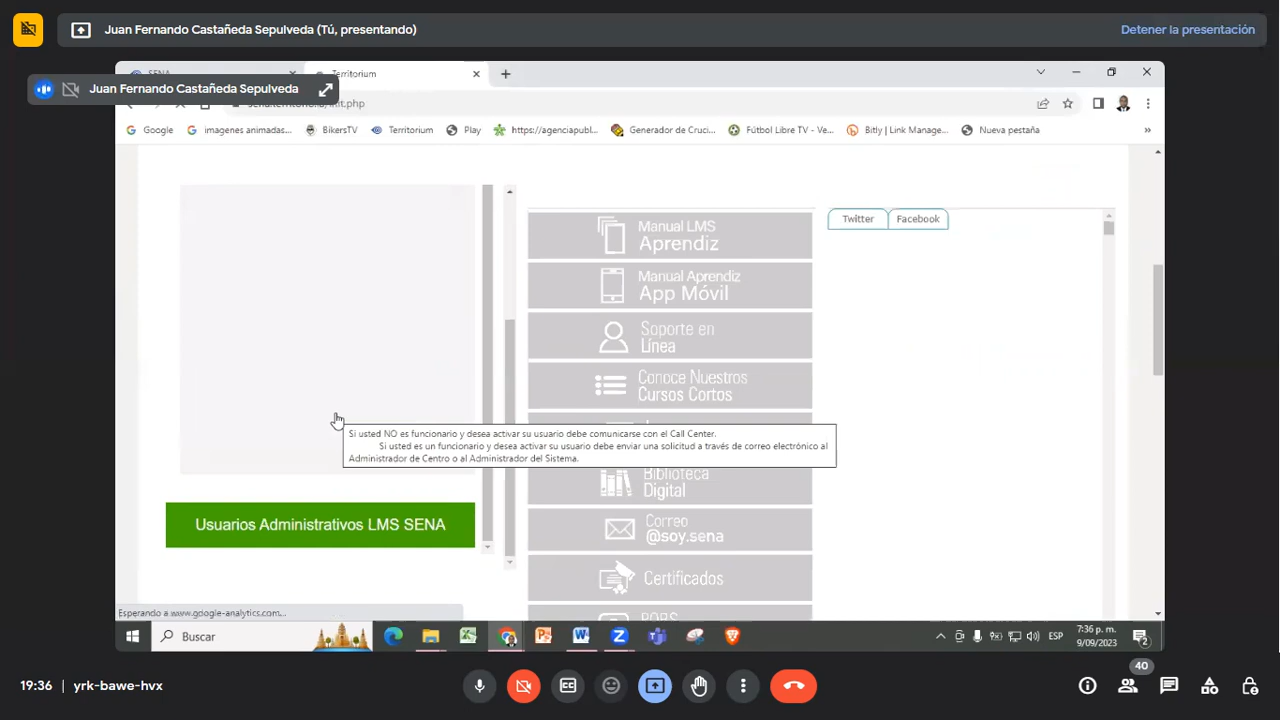 Juan Fernando Castañeda Sepulveda (Tú, presentando)
Detener la presentación
SENA
Territorium
Juan Fernando Castañeda Sepulveda
Google
imagenes animadas...
BikersTV
Territorium
Play
https://agenciapubl...
Generador de Cruci...
Fútbol Libre TV - Ve...
Bitly | Link Manage...
Nueva pestaña
»
Manual LMS
Aprendiz
Manual Aprendiz
App Móvil
Soporte en
Línea
Conoce Nuestros
Cursos Cortos
Twitter
Facebook
Si usted NO es funcionario y desea activar su usuario debe comunicarse con el Call Center.
Si usted es un funcionario y desea activar su usuario debe enviar una solicitud a través de correo electrónico al
Administrador de Centro o al Administrador del Sistema.
Biblioteca
Digital
Usuarios Administrativos LMS SENA
Correo
@soy.sena
Certificados
PQRS
Esperando a www.google-analytics.com...
Buscar
ESP
7:36 p. m.
9/09/2023
2
19:36 | yrk-bawe-hvx
40